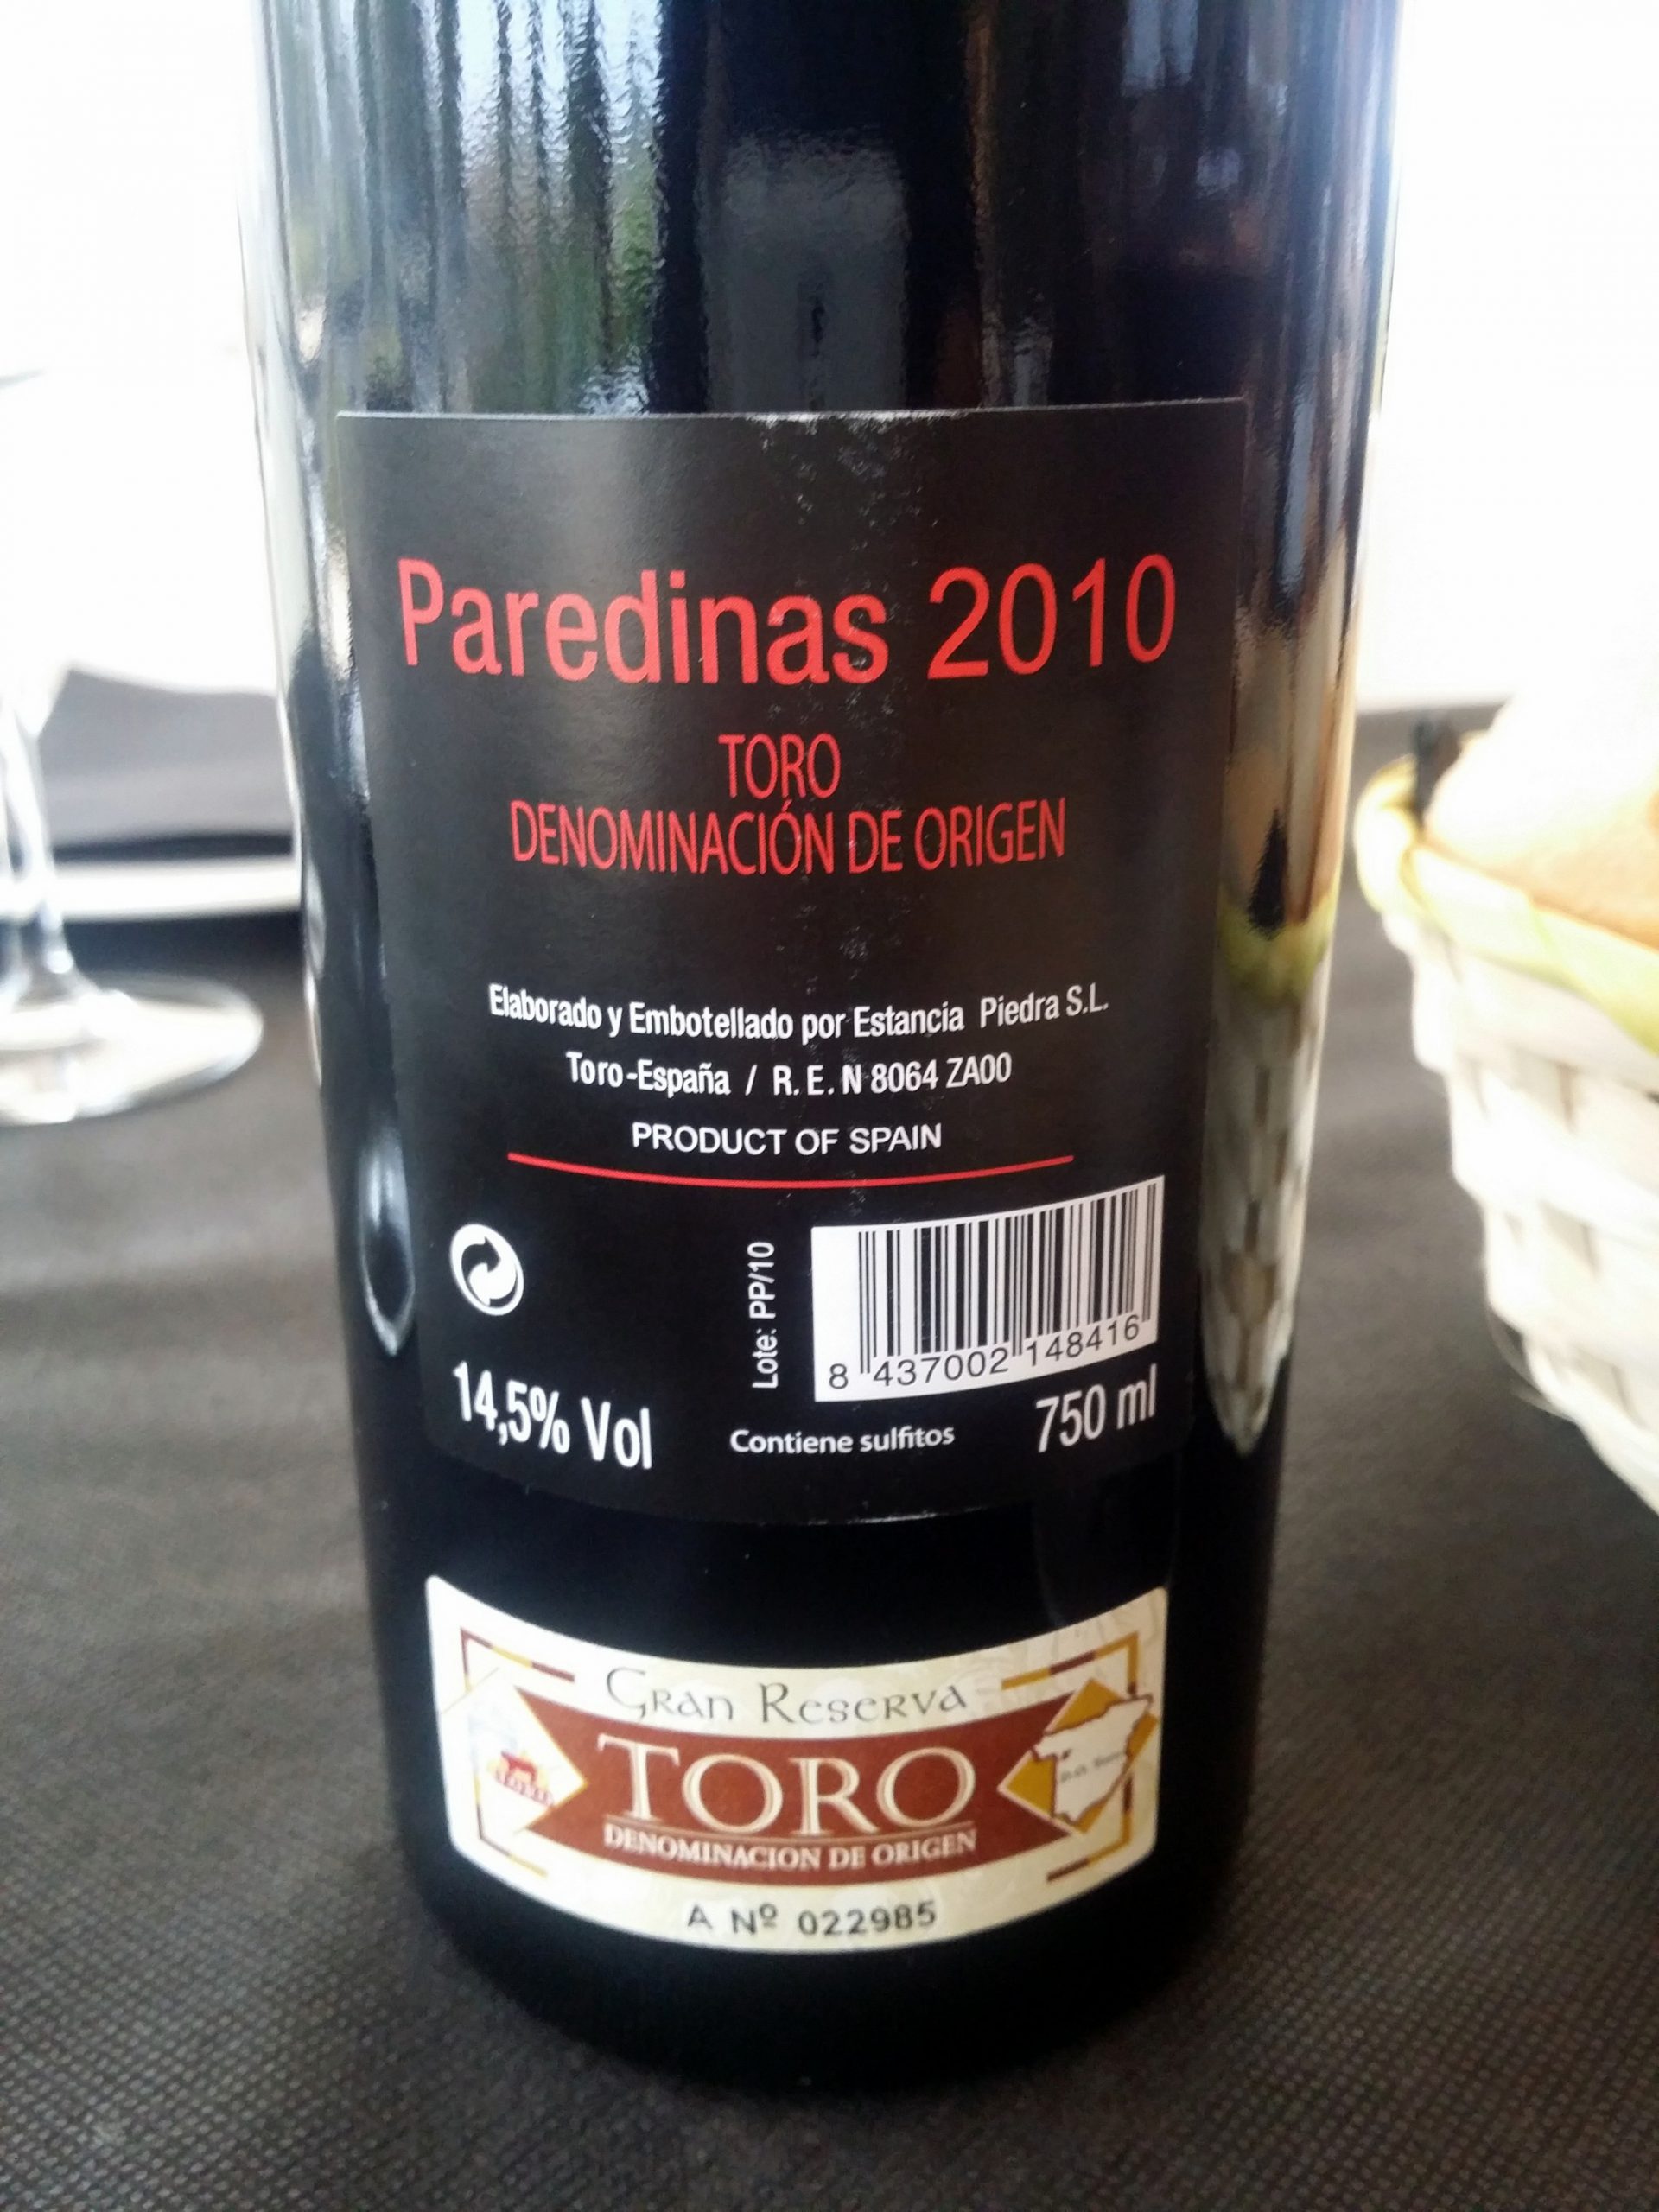 Paredinas 2010
TORO
DENOMINACIÓN DE ORIGEN
Elaborado y Embotellado por Estancia Piedra S.L.
Toro-España / R. E. N 8064 ZA00
PRODUCT OF SPAIN
Lote: PP/10
8 437002 148416
14,5% Vol
Contiene sulfitos
750 ml
GRAN RESERVA
TORO
DENOMINACION DE ORIGEN
A Nº 022985